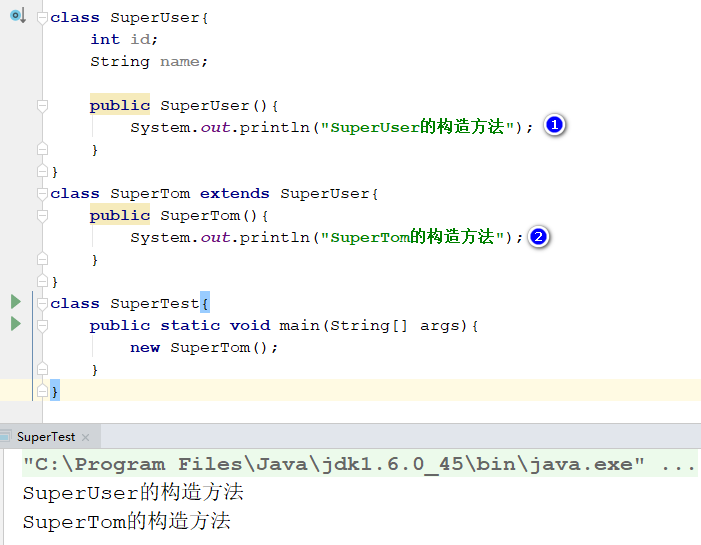 class SuperUser{
    int id;
    String name;
    public SuperUser(){
        System.out.println("SuperUser的构造方法"); 1
    }
}
class SuperTom extends SuperUser{
    public SuperTom(){
        System.out.println("SuperTom的构造方法"); 2
    }
}
class SuperTest{
    public static void main(String[] args){
        new SuperTom();
    }
}
SuperTest ×
"C:\Program Files\Java\jdk1.6.0_45\bin\java.exe" ...
SuperUser的构造方法
SuperTom的构造方法